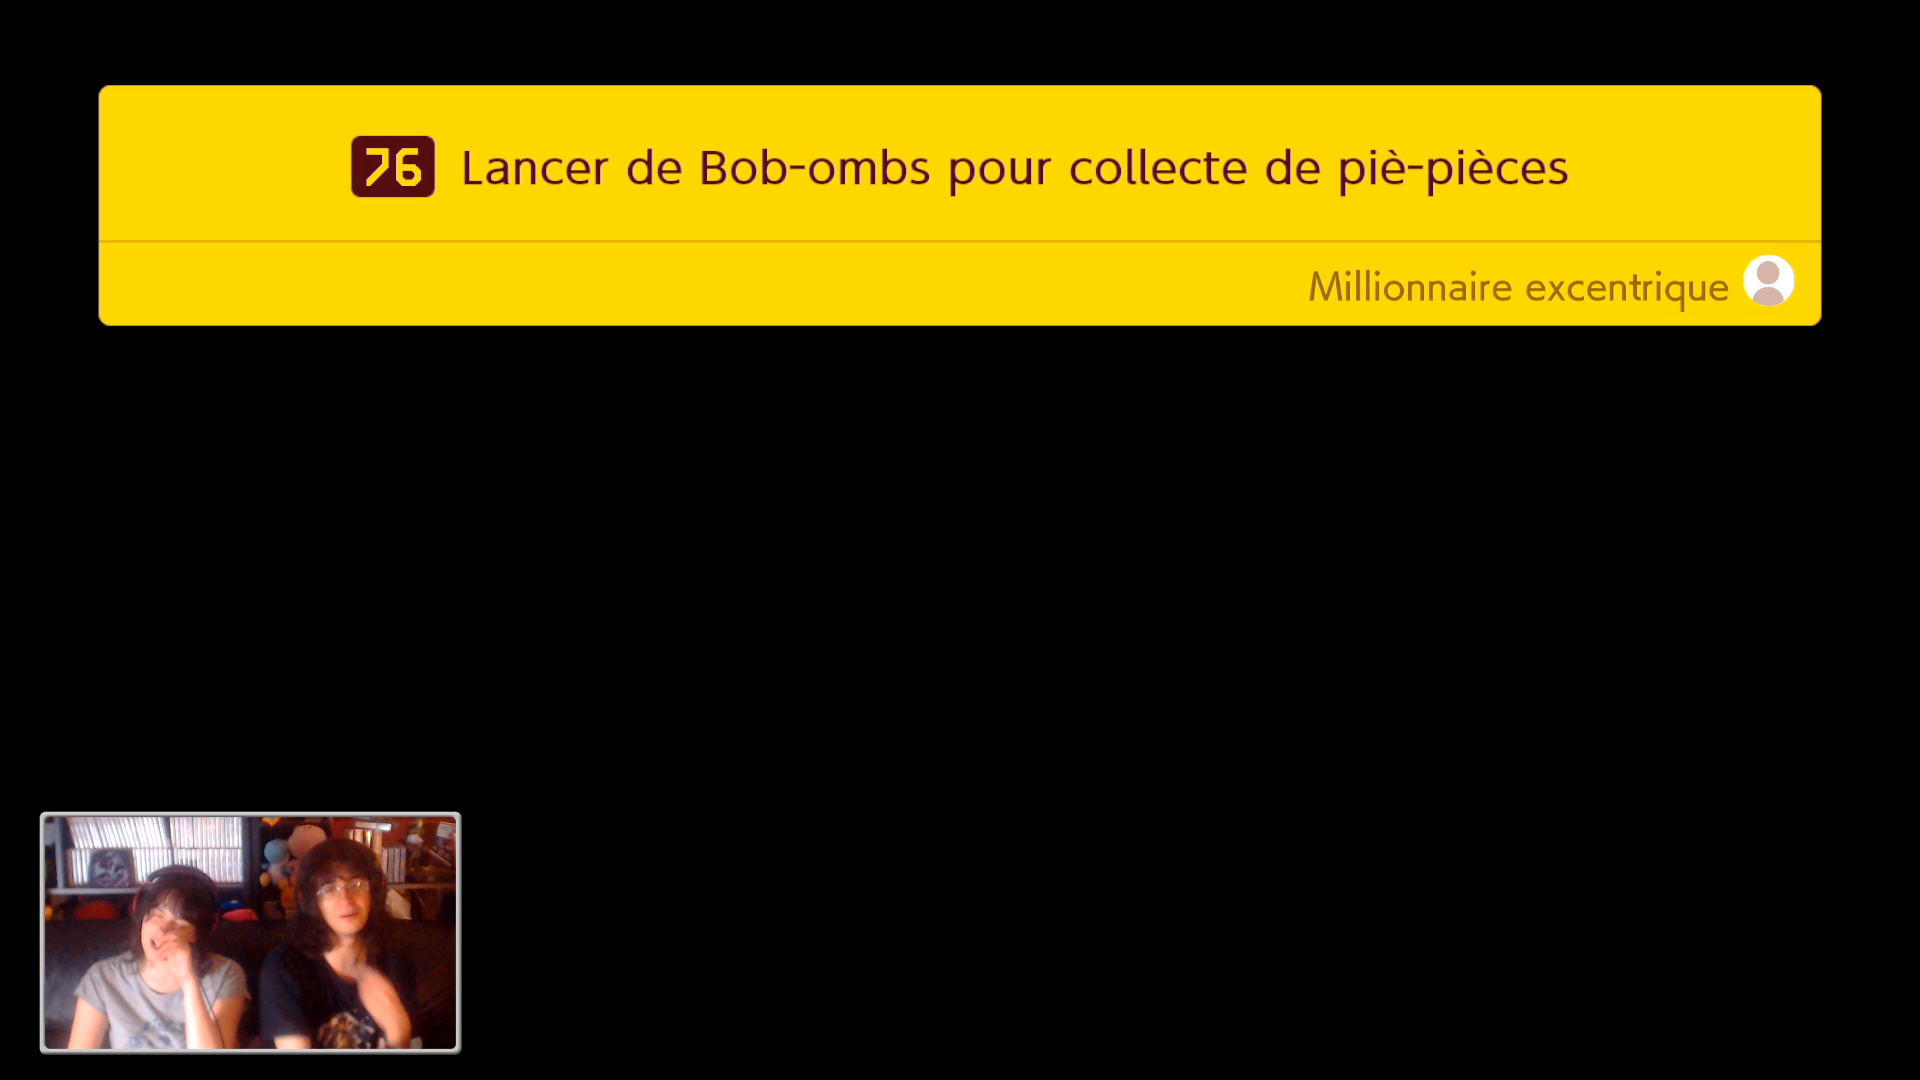 76 Lancer de Bob-ombs pour collecte de piè-pièces
Millionnaire excentrique